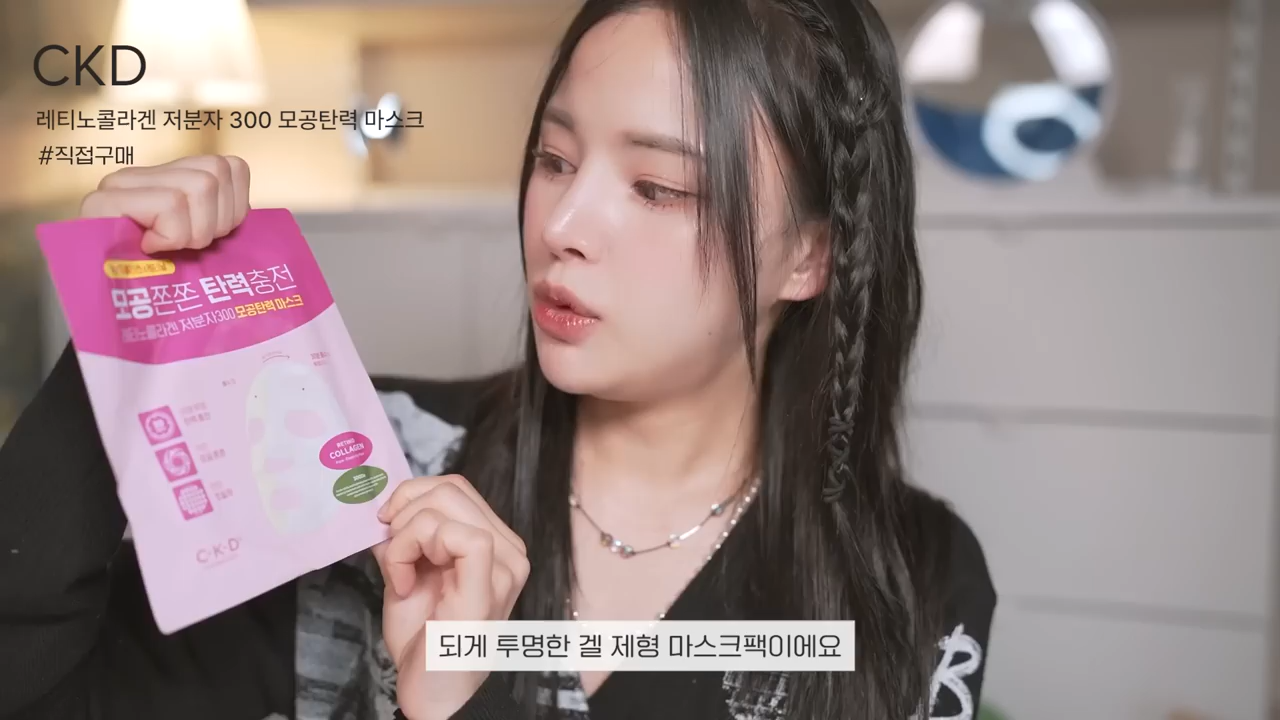 CKD
레티노콜라겐 저분자 300 모공탄력 마스크
#직접구매
모공쫀쫀 탄력충전
레티노콜라겐 저분자300 모공탄력 마스크
RETINO
COLLAGEN
C·K·D
되게 투명한 겔 제형 마스크팩이에요
B